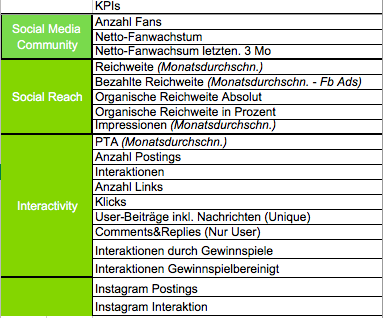 KPIs
Social Media
Community
Anzahl Fans
Netto-Fanwachstum
Netto-Fanwachsum letzten. 3 Mo
Social Reach
Reichweite (Monatsdurchschn.)
Bezahlte Reichweite (Monatsdurchschn. - Fb Ads)
Organische Reichweite Absolut
Organische Reichweite in Prozent
Impressionen (Monatsdurchschn.)
Interactivity
PTA (Monatsdurchschn.)
Anzahl Postings
Interaktionen
Anzahl Links
Klicks
User-Beiträge inkl. Nachrichten (Unique)
Comments&Replies (Nur User)
Interaktionen durch Gewinnspiele
Interaktionen Gewinnspielbereinigt
Instagram Postings
Instagram Interaktion